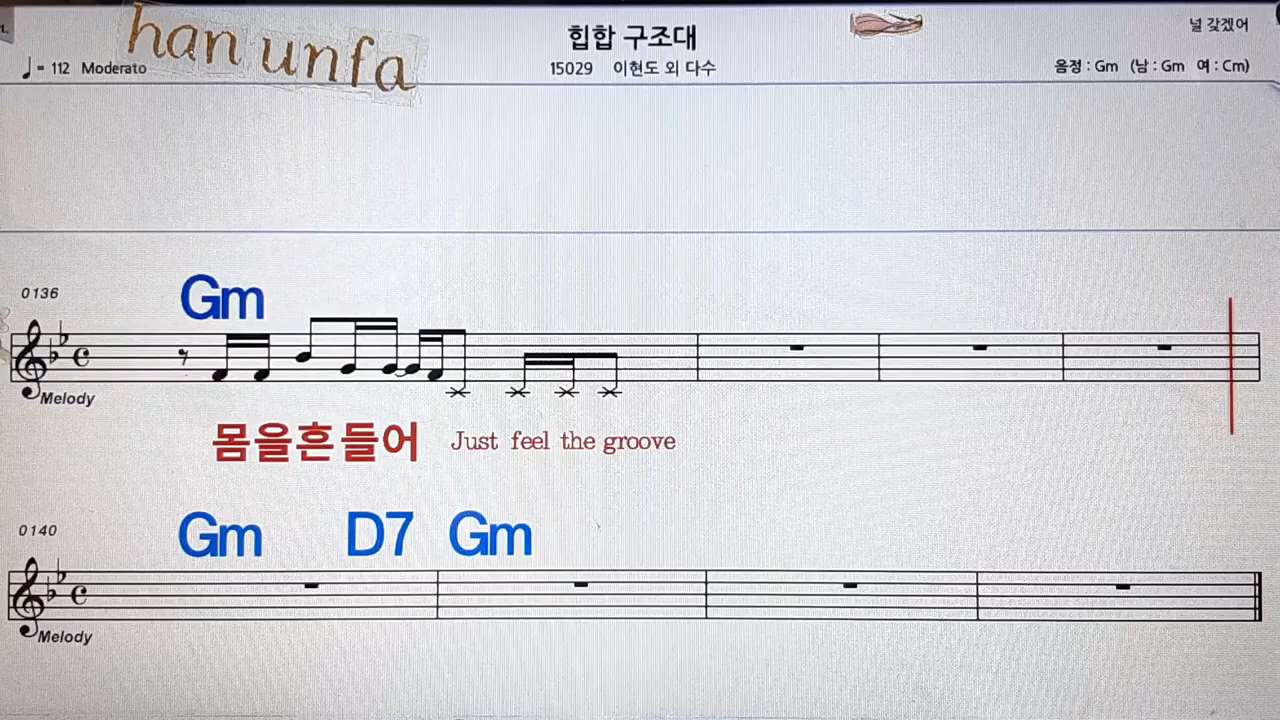 han unfa
힙합 구조대
널 갖겠어
♩ = 112 Moderato
15029 이현도 외 다수
음정 : Gm (남 : Gm 여 : Cm)
0136
Gm
Melody
몸을흔들어 Just feel the groove
0140
Gm D7 Gm
Melody